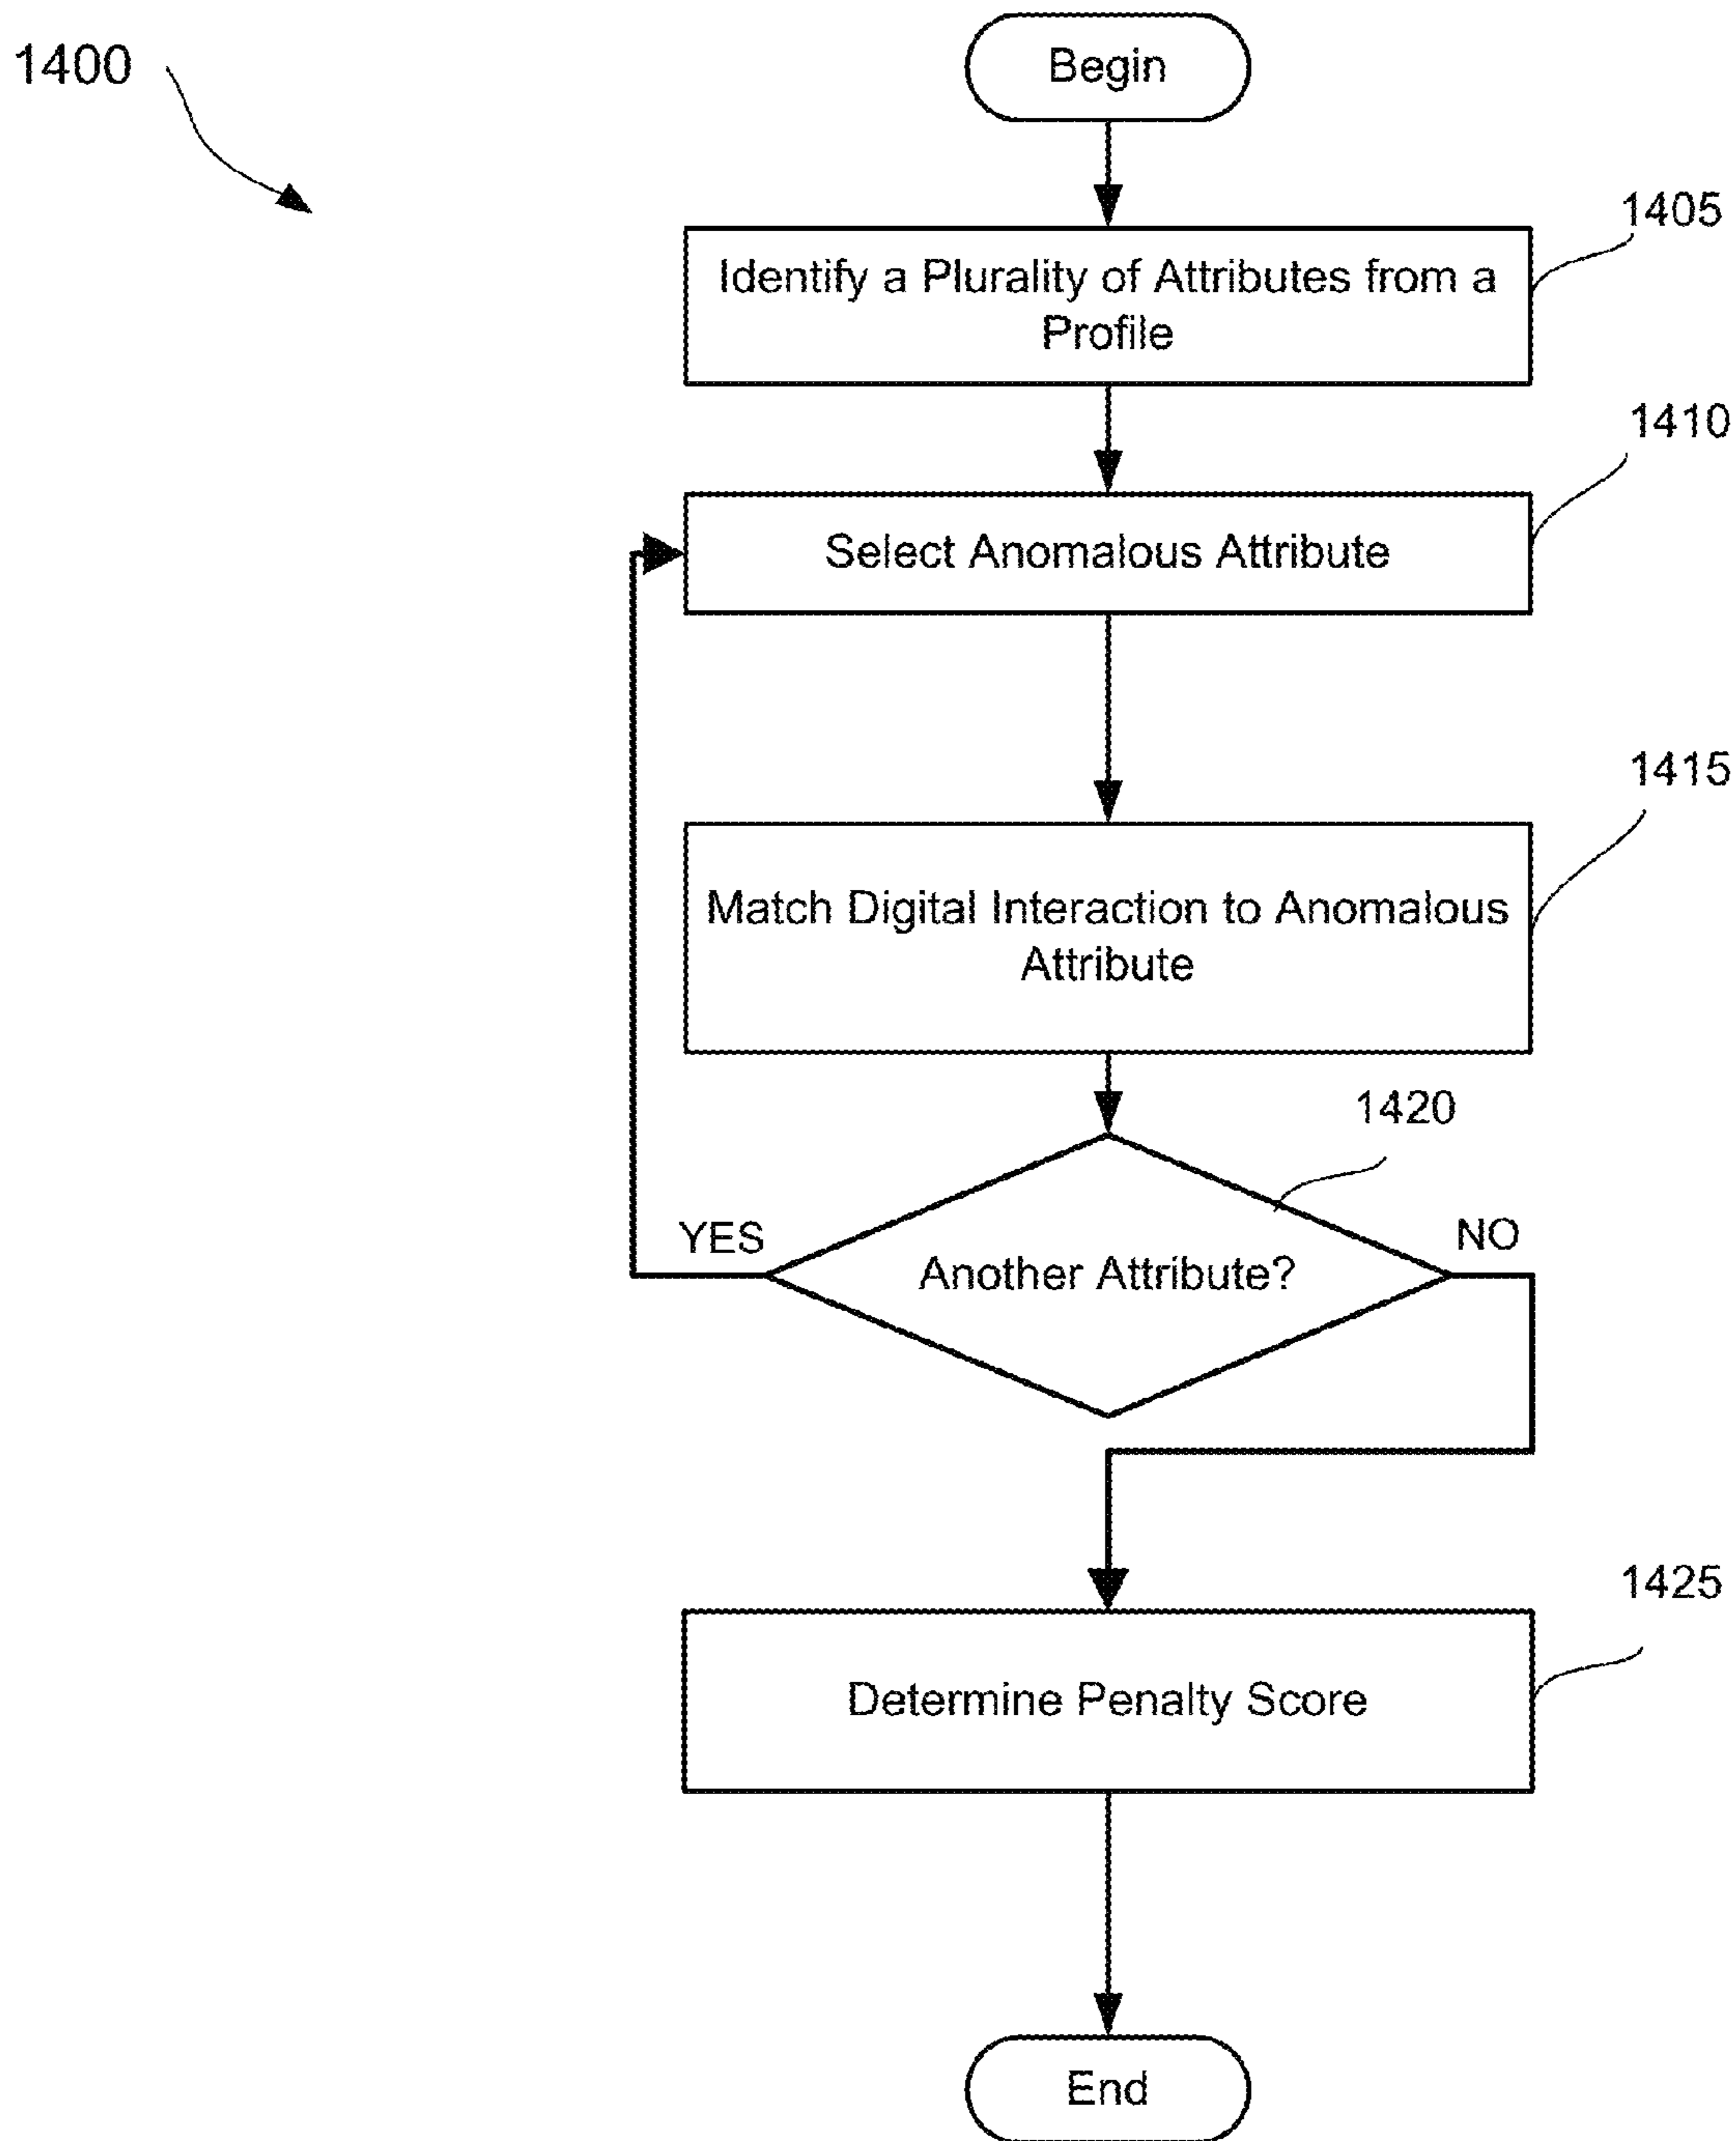 1400
Begin
1405
Identify a Plurality of Attributes from a
Profile
1410
Select Anomalous Attribute
1415
Match Digital Interaction to Anomalous
Attribute
1420
YES
NO
Another Attribute?
1425
Determine Penalty Score
End